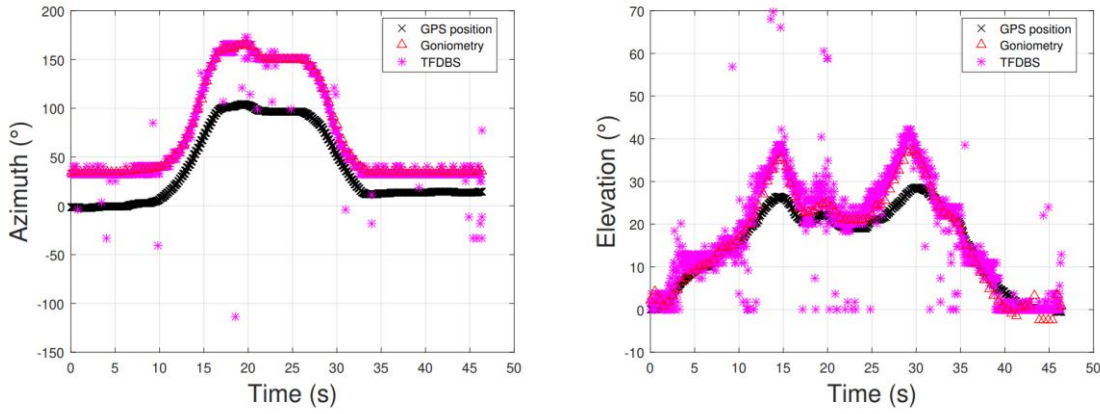 200
150
100
50
0
-50
-100
-150
0 5 10 15 20 25 30 35 40 45 50
Azimuth (°)
Time (s)
GPS position
Goniometry
TFDBS
70
60
50
40
30
20
10
0
-10
0 5 10 15 20 25 30 35 40 45 50
Elevation (°)
Time (s)
GPS position
Goniometry
TFDBS